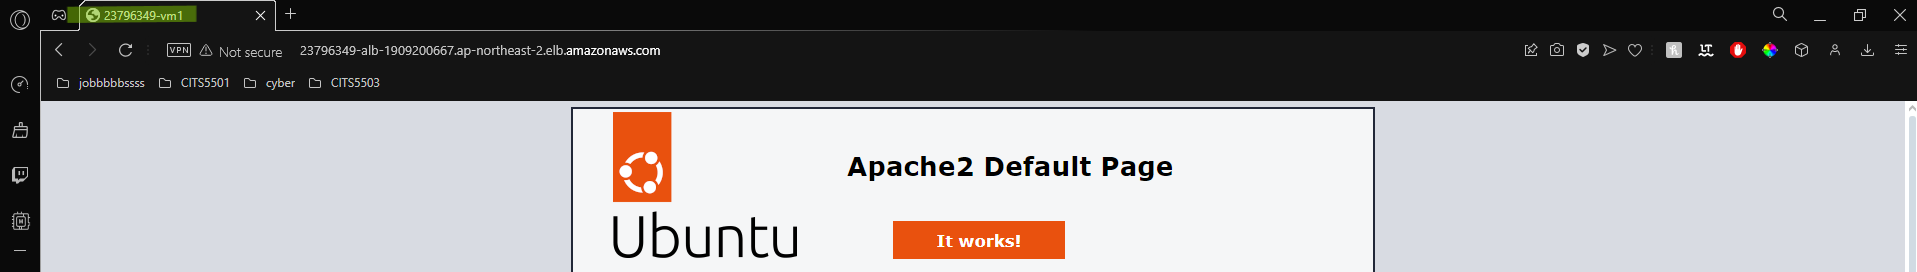 23796349-vm1
VPN Not secure 23796349-alb-1909200667.ap-northeast-2.elb.amazonaws.com
jobbbbbssss CITS5501 cyber CITS5503
Apache2 Default Page
Ubuntu
It works!